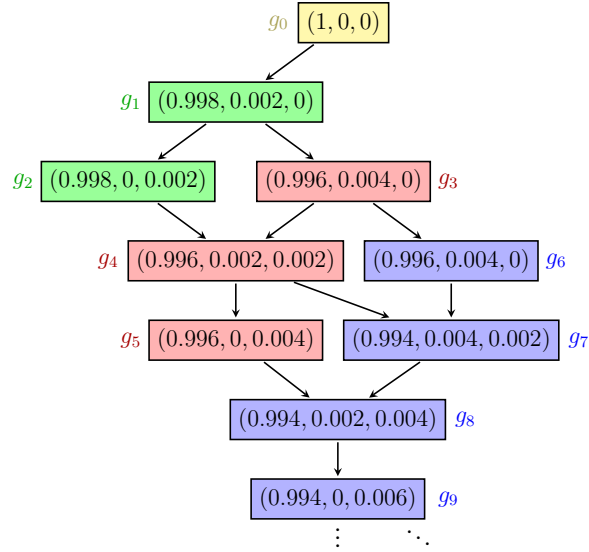 g₀ (1, 0, 0)
g₁ (0.998, 0.002, 0)
g₂ (0.998, 0, 0.002) (0.996, 0.004, 0) g₃
g₄ (0.996, 0.002, 0.002) (0.996, 0.004, 0) g₆
g₅ (0.996, 0, 0.004) (0.994, 0.004, 0.002) g₇
(0.994, 0.002, 0.004) g₈
(0.994, 0, 0.006) g₉
⋮ ⋱